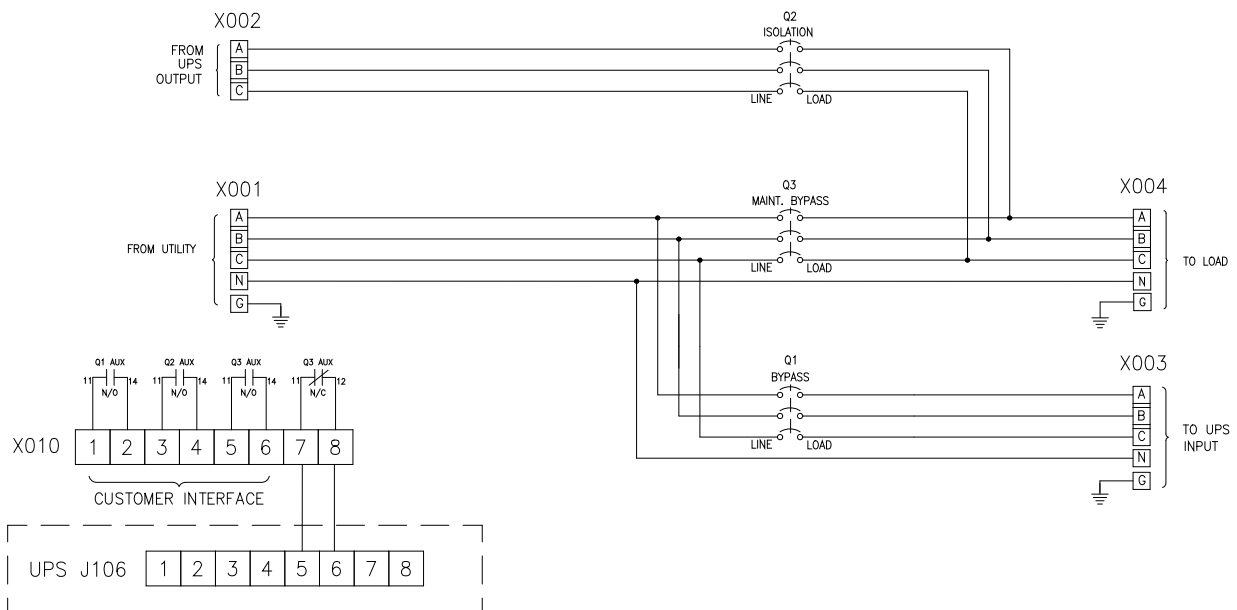 X002
Q2
ISOLATION
FROM
UPS
OUTPUT
A
B
C
LINE LOAD
X001
Q3
MAINT. BYPASS
X004
FROM UTILITY
A
B
C
N
G
LINE LOAD
A
B
C
N
G
TO LOAD
Q1
BYPASS
X003
LINE LOAD
A
B
C
N
G
TO UPS
INPUT
Q1 AUX Q2 AUX Q3 AUX Q3 AUX
11 14 11 14 11 14 11 12
N/O N/O N/O N/C
X010 1 2 3 4 5 6 7 8
CUSTOMER INTERFACE
UPS J106 1 2 3 4 5 6 7 8